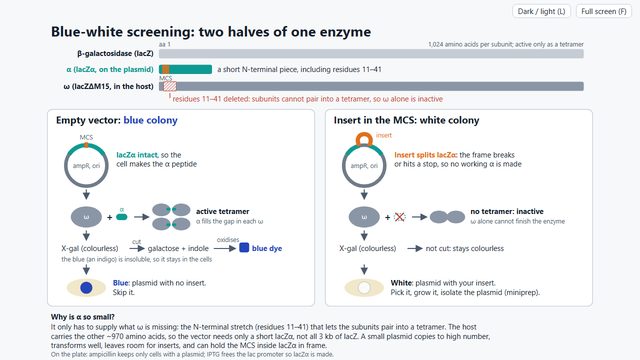 Dark / light (L)
Full screen (F)
Blue-white screening: two halves of one enzyme
aa 1
1,024 amino acids per subunit; active only as a tetramer
β-galactosidase (lacZ)
α (lacZα, on the plasmid)
a short N-terminal piece, including residues 11–41
MCS
ω (lacZΔM15, in the host)
residues 11–41 deleted: subunits cannot pair into a tetramer, so ω alone is inactive
Empty vector: blue colony
MCS
ampR, ori
lacZα intact, so the
cell makes the α peptide
ω
+
α
active tetramer
α fills the gap in each ω
X-gal (colourless)
cut
galactose + indole
oxidises
blue dye
the blue (an indigo) is insoluble, so it stays in the cells
Blue: plasmid with no insert.
Skip it.
Insert in the MCS: white colony
insert
ampR, ori
Insert splits lacZα: the frame breaks
or hits a stop, so no working α is made
ω
+
no tetramer: inactive
ω alone cannot finish the enzyme
X-gal (colourless)
not cut: stays colourless
White: plasmid with your insert.
Pick it, grow it, isolate the plasmid (miniprep).
Why is α so small?
It only has to supply what ω is missing: the N-terminal stretch (residues 11–41) that lets the subunits pair into a tetramer. The host
carries the other ~970 amino acids, so the vector needs only a short lacZα, not all 3 kb of lacZ. A small plasmid copies to high number,
transforms well, leaves room for inserts, and can hold the MCS inside lacZα in frame.
On the plate: ampicillin keeps only cells with a plasmid; IPTG frees the lac promoter so lacZα is made.